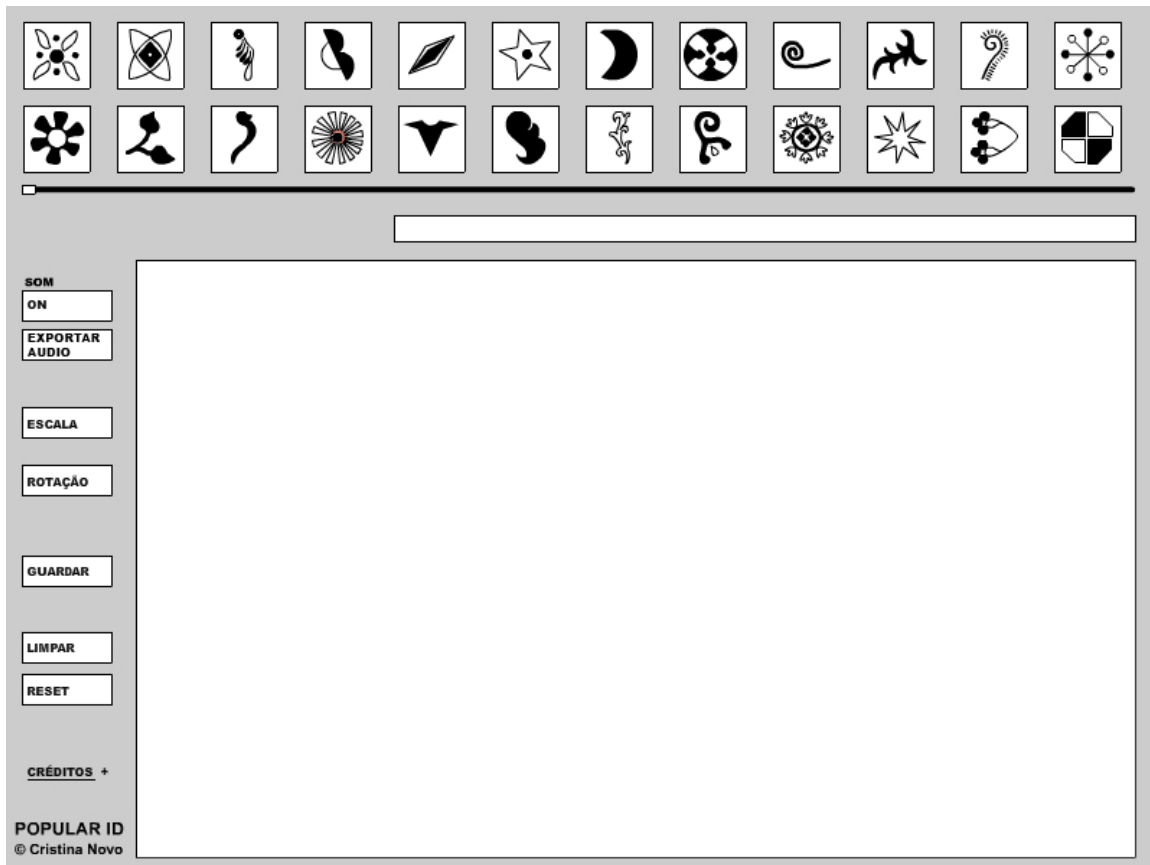 SOM
ON
EXPORTAR
AUDIO
ESCALA
ROTAÇÃO
GUARDAR
LIMPAR
RESET
CRÉDITOS +
POPULAR ID
© Cristina Novo